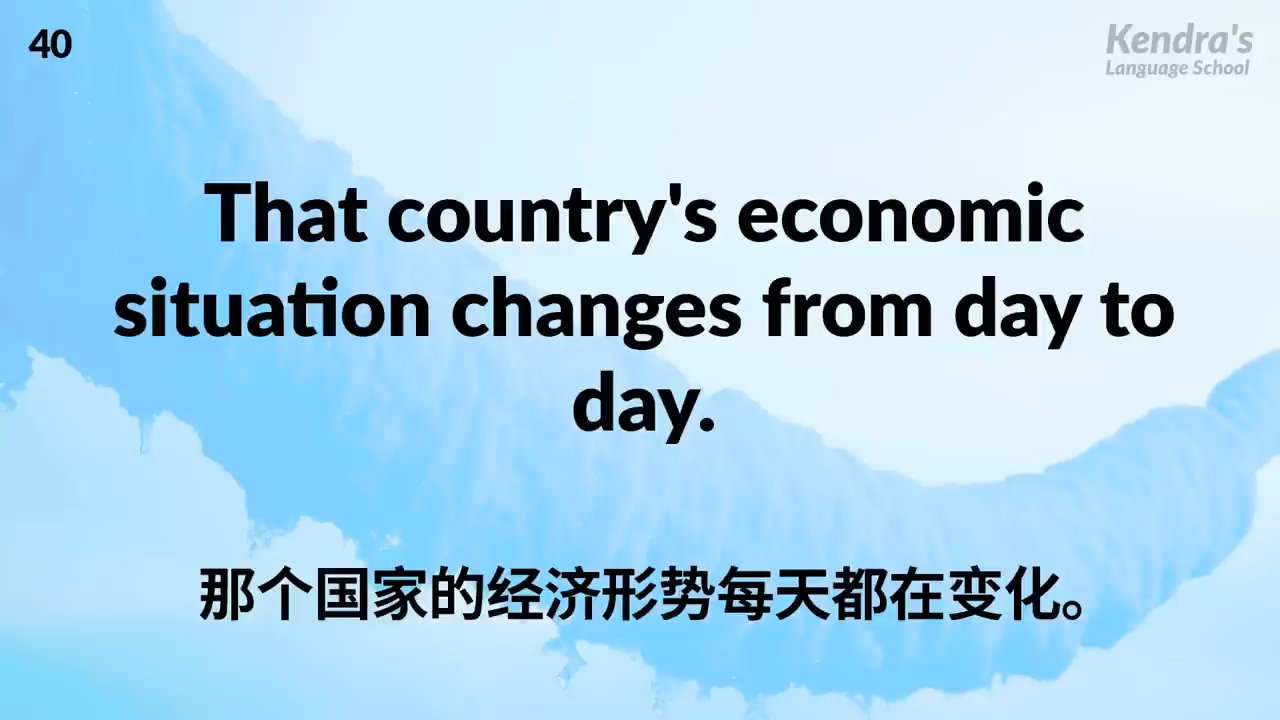 40
Kendra's
Language School
That country's economic
situation changes from day to
day.
那个国家的经济形势每天都在变化。